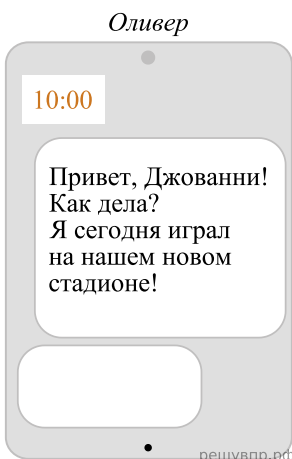 Оливер
10:00
Привет, Джованни!
Как дела?
Я сегодня играл
на нашем новом
стадионе!
решувпр.рф